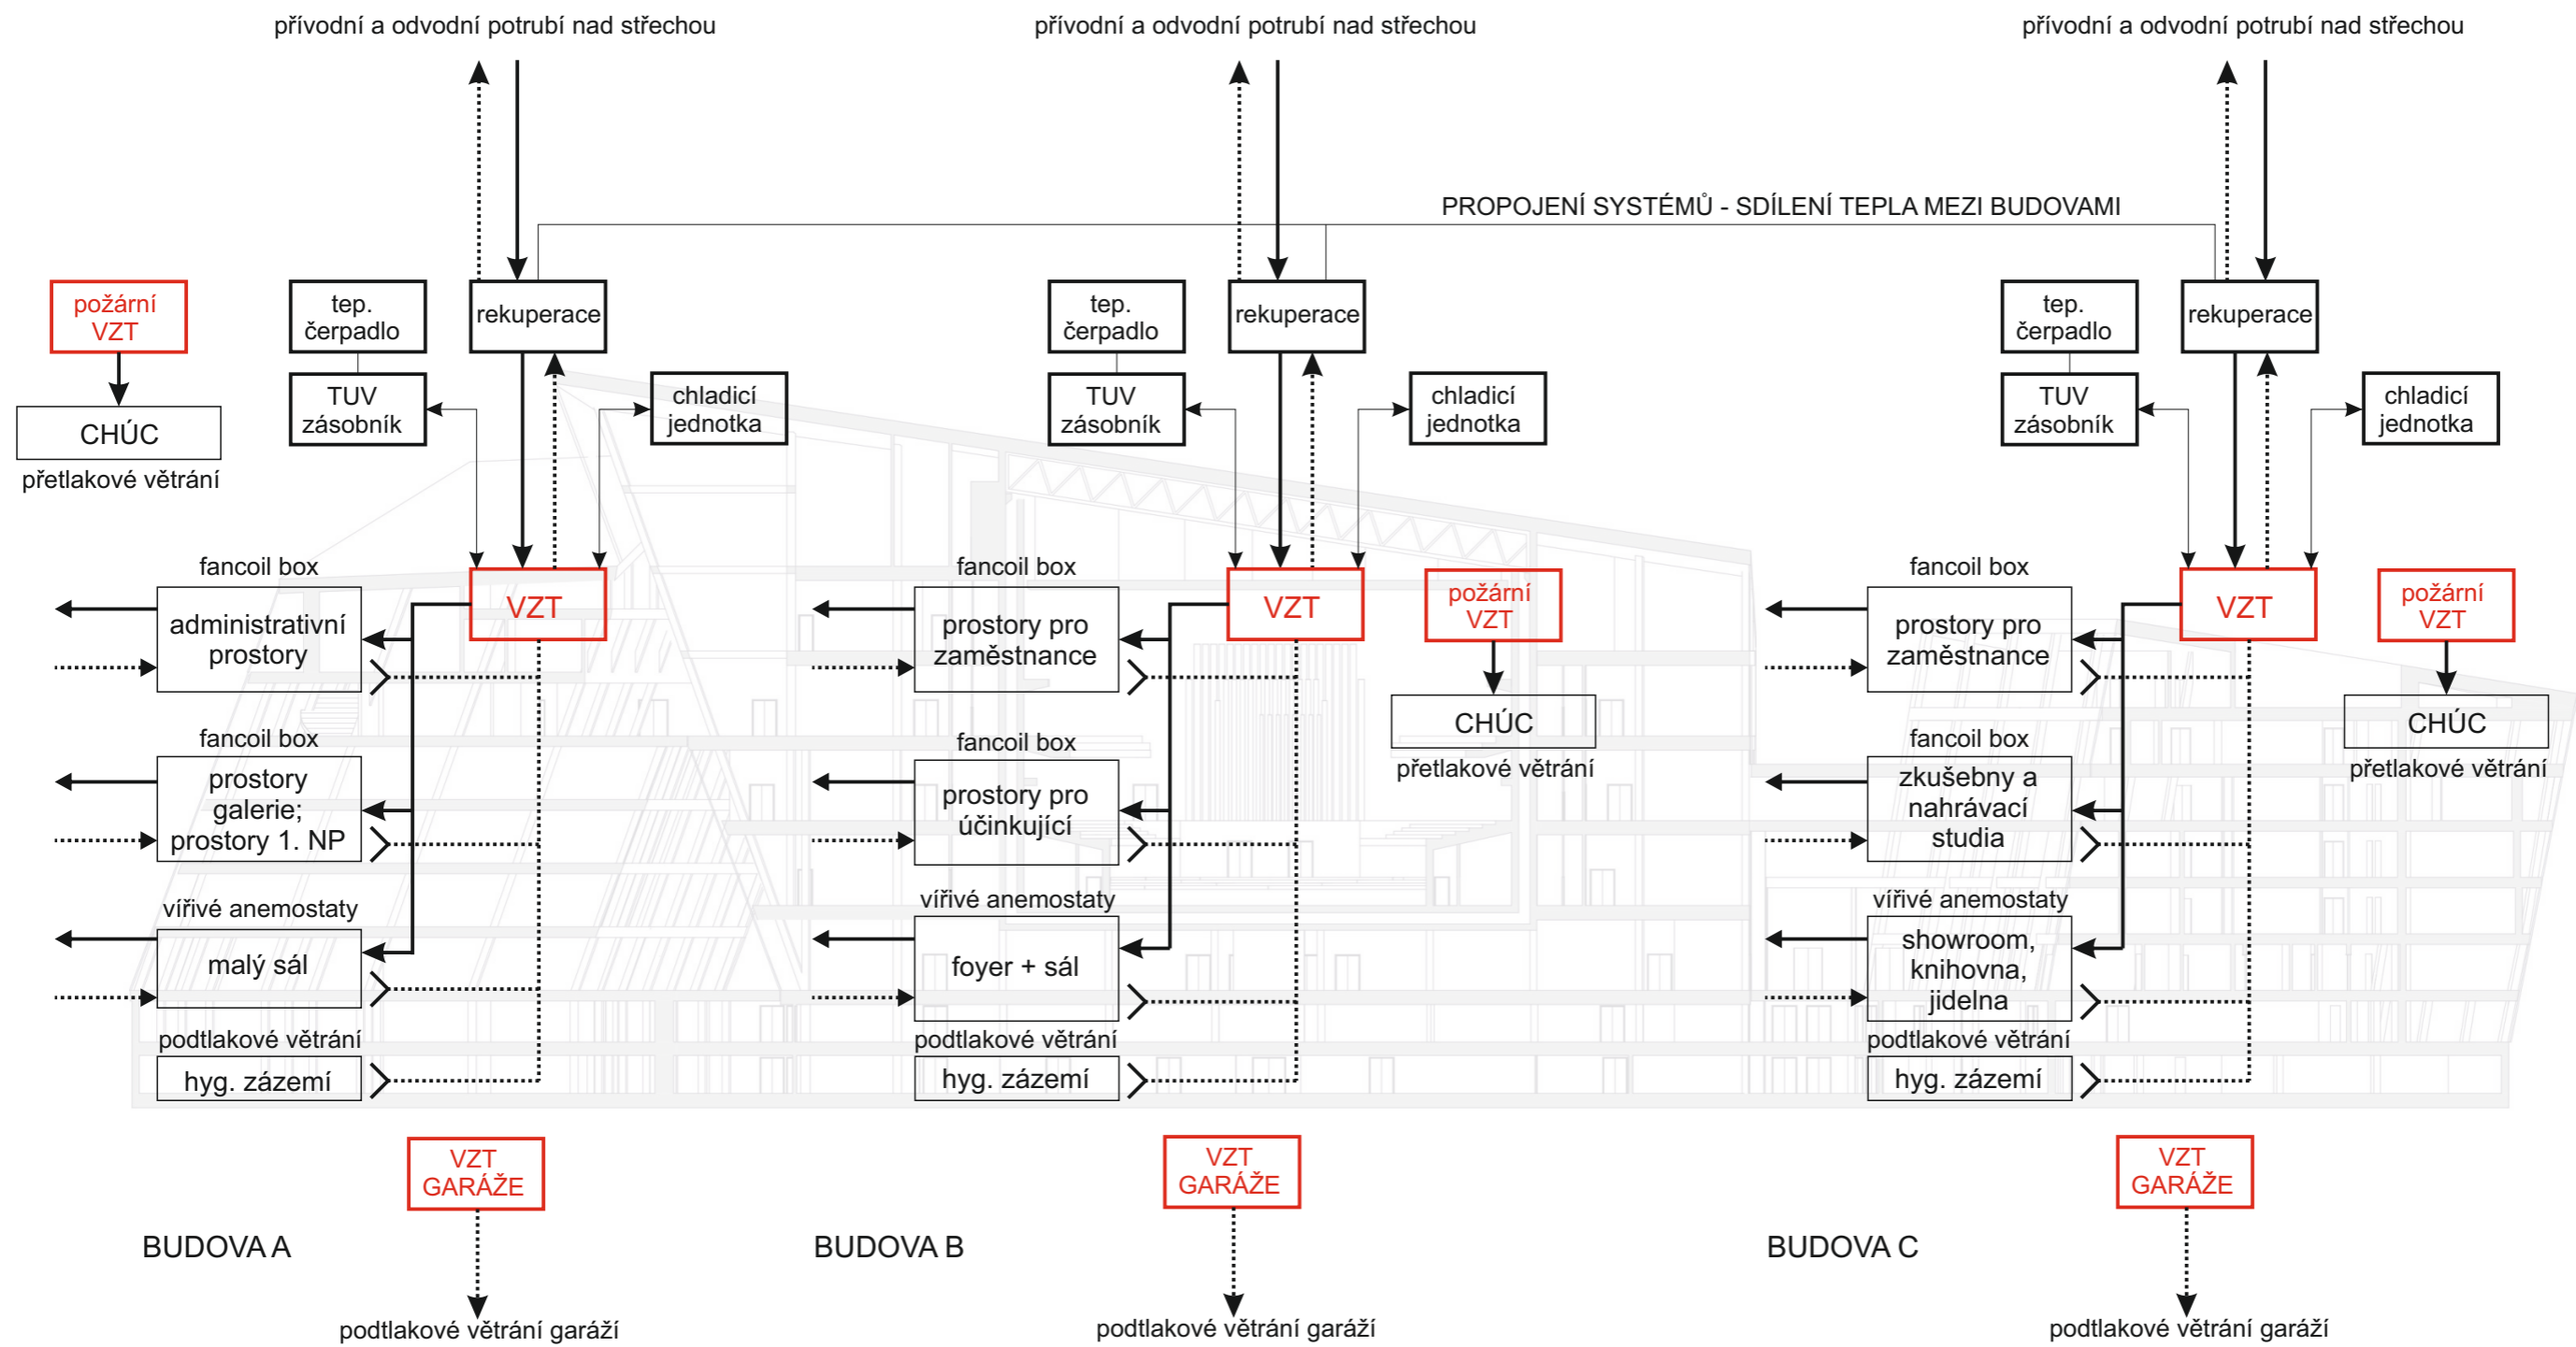 přívodní a odvodní potrubí nad střechou
přívodní a odvodní potrubí nad střechou
přívodní a odvodní potrubí nad střechou
PROPOJENÍ SYSTÉMŮ - SDÍLENÍ TEPLA MEZI BUDOVAMI
požární
VZT
CHÚC
přetlakové větrání
tep.
čerpadlo
TUV
zásobník
rekuperace
chladicí
jednotka
VZT
fancoil box
administrativní
prostory
fancoil box
prostory
galerie;
prostory 1. NP
vířivé anemostaty
malý sál
podtlakové větrání
hyg. zázemí
VZT
GARÁŽE
BUDOVA A
podtlakové větrání garáží
tep.
čerpadlo
TUV
zásobník
rekuperace
chladicí
jednotka
VZT
požární
VZT
CHÚC
přetlakové větrání
fancoil box
prostory pro
zaměstnance
fancoil box
prostory pro
účinkující
vířivé anemostaty
foyer + sál
podtlakové větrání
hyg. zázemí
VZT
GARÁŽE
BUDOVA B
podtlakové větrání garáží
tep.
čerpadlo
TUV
zásobník
rekuperace
chladicí
jednotka
VZT
požární
VZT
CHÚC
přetlakové větrání
fancoil box
prostory pro
zaměstnance
fancoil box
zkušebny a
nahrávací
studia
vířivé anemostaty
showroom,
knihovna,
jidelna
podtlakové větrání
hyg. zázemí
VZT
GARÁŽE
BUDOVA C
podtlakové větrání garáží